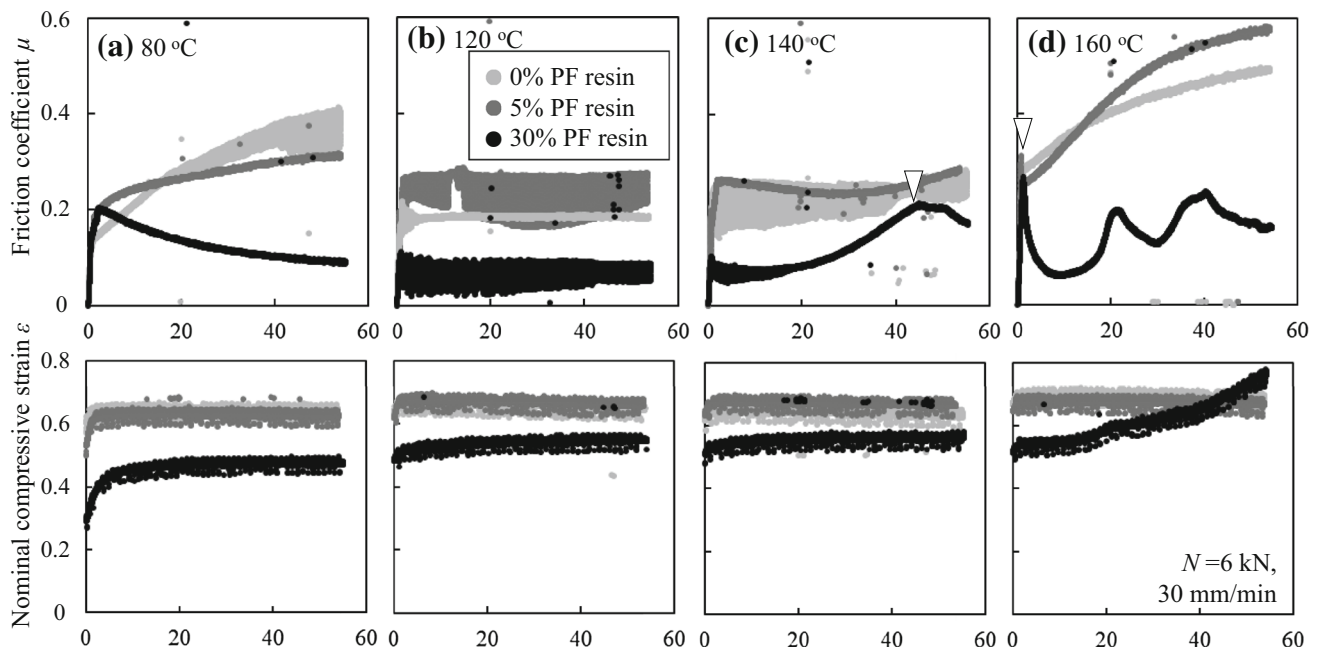 Friction coefficient μ
0.6
0.4
0.2
0
(a) 80 °C
(b) 120 °C
(c) 140 °C
(d) 160 °C
0% PF resin
5% PF resin
30% PF resin
0 20 40 60 0 20 40 60 0 20 40 60 0 20 40 60
Nominal compressive strain ε
0.8
0.6
0.4
0.2
0
N =6 kN,
30 mm/min
0 20 40 60 0 20 40 60 0 20 40 60 0 20 40 60